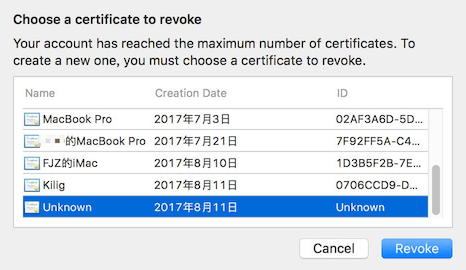 Choose a certificate to revoke
Your account has reached the maximum number of certificates. To
create a new one, you must choose a certificate to revoke.
Name Creation Date ID
MacBook Pro 2017年7月3日 02AF3A6D-5D...
的MacBook Pro 2017年7月21日 7F92FF5A-C4...
FJZ的iMac 2017年8月10日 1D3B5F2B-7E...
Kilig 2017年8月11日 0706CCD9-D...
Unknown 2017年8月11日 Unknown
Cancel Revoke